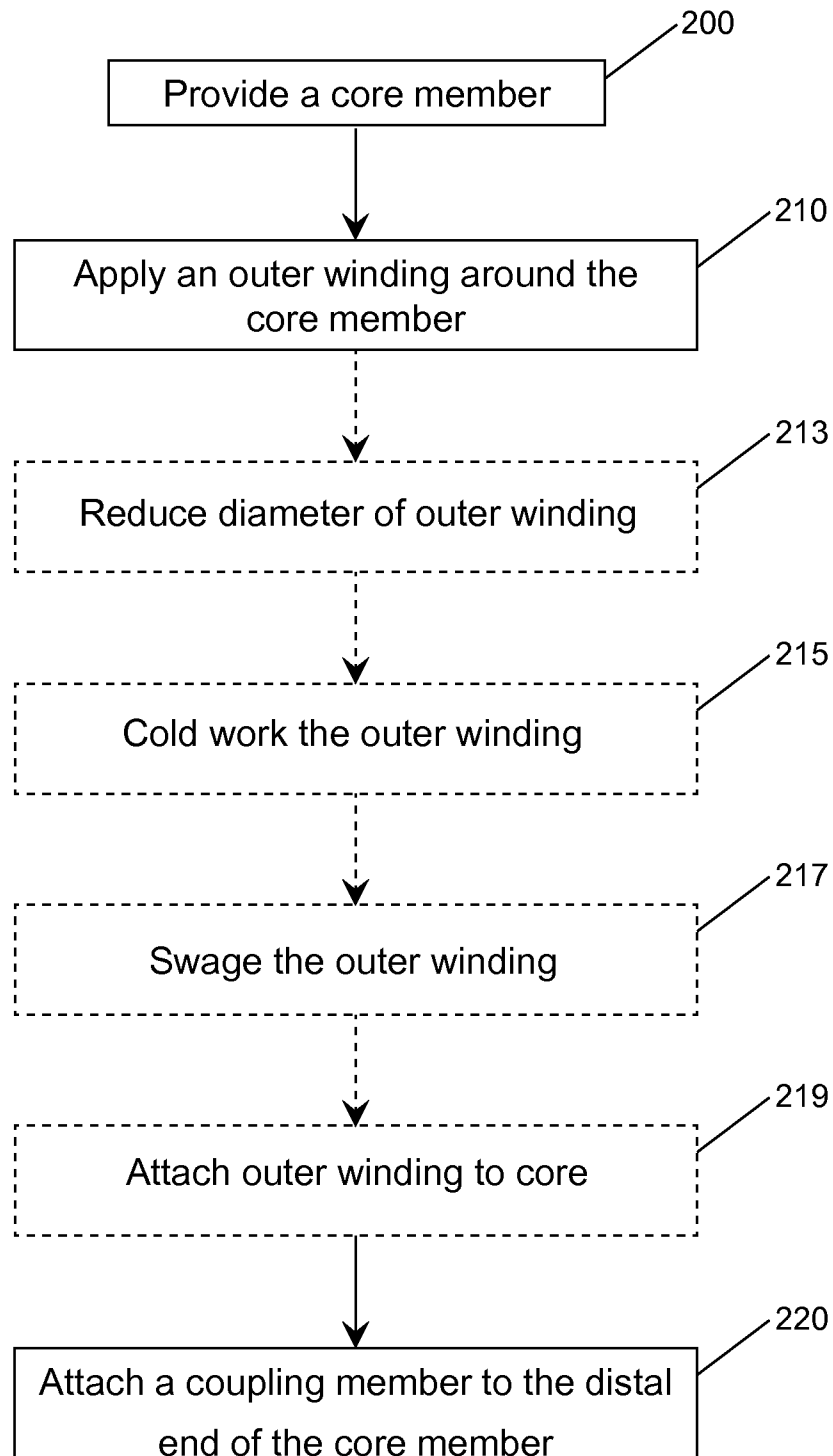 200
Provide a core member
210
Apply an outer winding around the
core member
213
Reduce diameter of outer winding
215
Cold work the outer winding
217
Swage the outer winding
219
Attach outer winding to core
220
Attach a coupling member to the distal
end of the core member